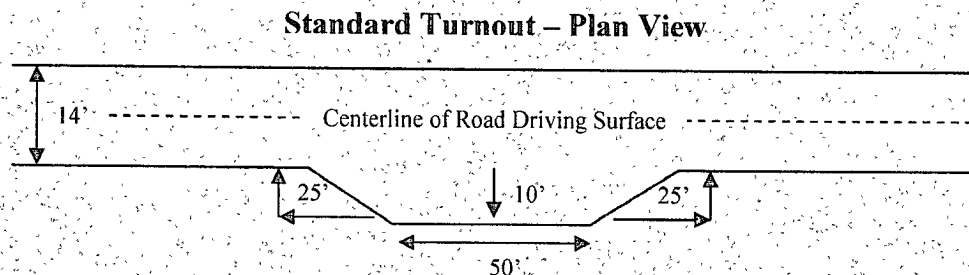 Standard Turnout – Plan View
14’
Centerline of Road Driving Surface
25’
10’
25’
50’